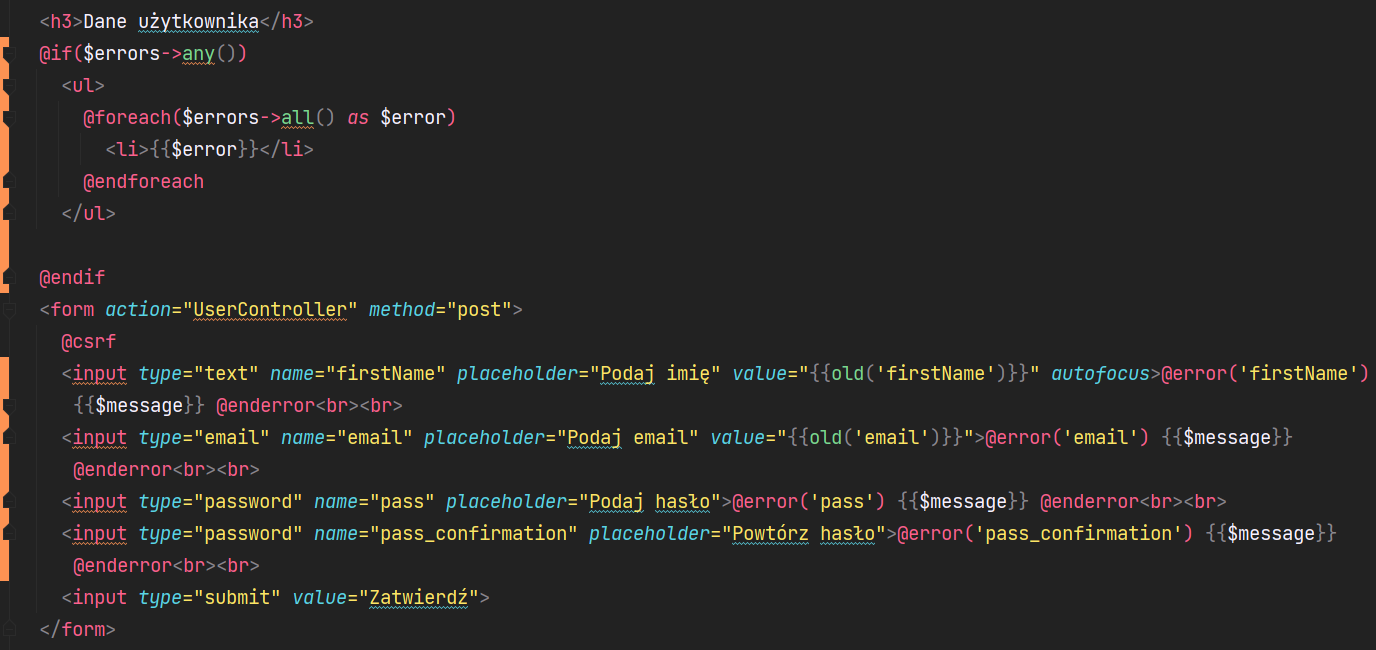 <h3>Dane użytkownika</h3>
@if($errors->any())
<ul>
@foreach($errors->all() as $error)
<li>{{$error}}</li>
@endforeach
</ul>
@endif
<form action="UserController" method="post">
@csrf
<input type="text" name="firstName" placeholder="Podaj imię" value="{{old('firstName')}}" autofocus>@error('firstName')
{{$message}} @enderror<br><br>
<input type="email" name="email" placeholder="Podaj email" value="{{old('email')}}">@error('email') {{$message}}
@enderror<br><br>
<input type="password" name="pass" placeholder="Podaj hasło">@error('pass') {{$message}} @enderror<br><br>
<input type="password" name="pass_confirmation" placeholder="Powtórz hasło">@error('pass_confirmation') {{$message}}
@enderror<br><br>
<input type="submit" value="Zatwierdź">
</form>